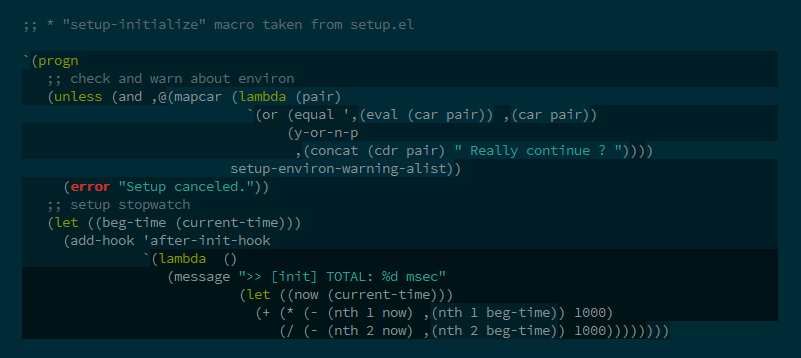 ;; * "setup-initialize" macro taken from setup.el
`(progn
;; check and warn about environ
(unless (and ,@(mapcar (lambda (pair)
`(or (equal ',(eval (car pair)) ,(car pair))
(y-or-n-p
,(concat (cdr pair) " Really continue ? "))))
setup-environ-warning-alist))
(error "Setup canceled."))
;; setup stopwatch
(let ((beg-time (current-time)))
(add-hook 'after-init-hook
`(lambda  ()
(message ">> [init] TOTAL: %d msec"
(let ((now (current-time)))
(+ (* (- (nth 1 now) ,(nth 1 beg-time)) 1000)
(/ (- (nth 2 now) ,(nth 2 beg-time)) 1000))))))))